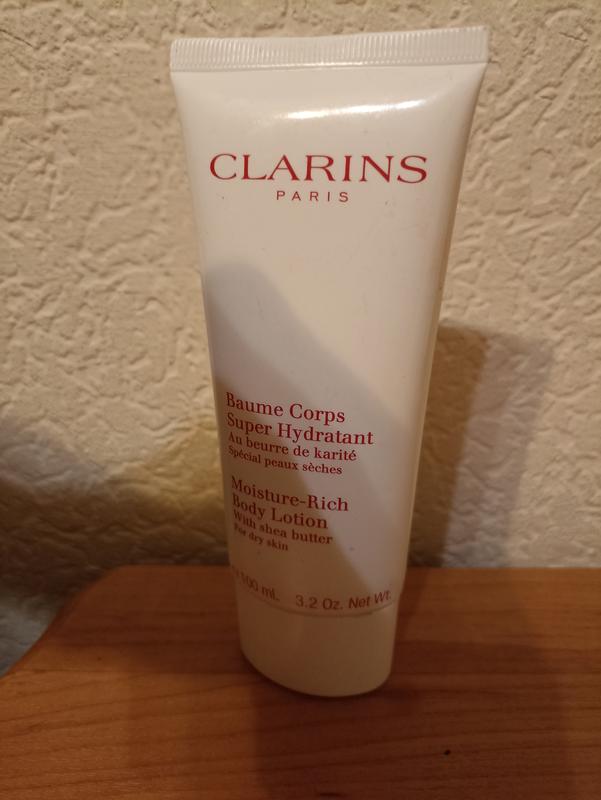 CLARINS
PARIS
Baume Corps
Super Hydratant
Au beurre de karité
Spécial peaux sèches
Moisture-Rich
Body Lotion
With shea butter
For dry skin
100 mL 3.2 Oz. Net Wt.